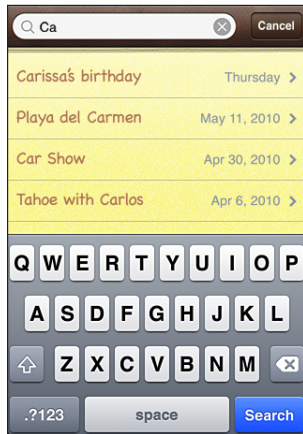 Ca
Cancel
Carissa's birthday Thursday
Playa del Carmen May 11, 2010
Car Show Apr 30, 2010
Tahoe with Carlos Apr 6, 2010
Q W E R T Y U I O P
A S D F G H J K L
Z X C V B N M
.?123 space Search